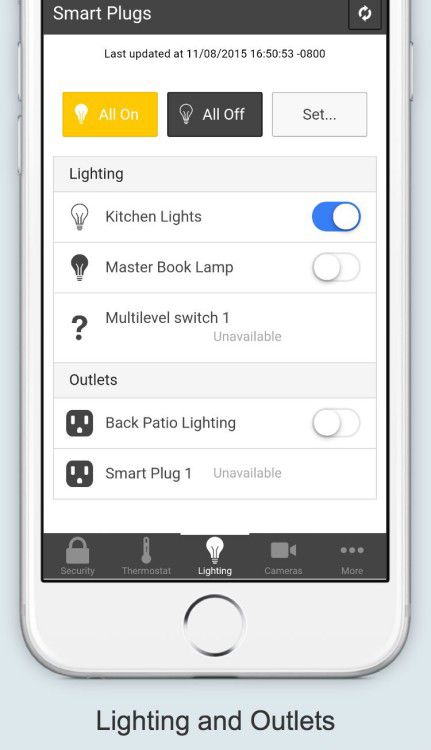 Smart Plugs
Last updated at 11/08/2015 16:50:53 -0800
All On
All Off
Set...
Lighting
Kitchen Lights
Master Book Lamp
?
Multilevel switch 1
Unavailable
Outlets
Back Patio Lighting
Smart Plug 1 Unavailable
Security Thermostat Lighting Cameras More
Lighting and Outlets